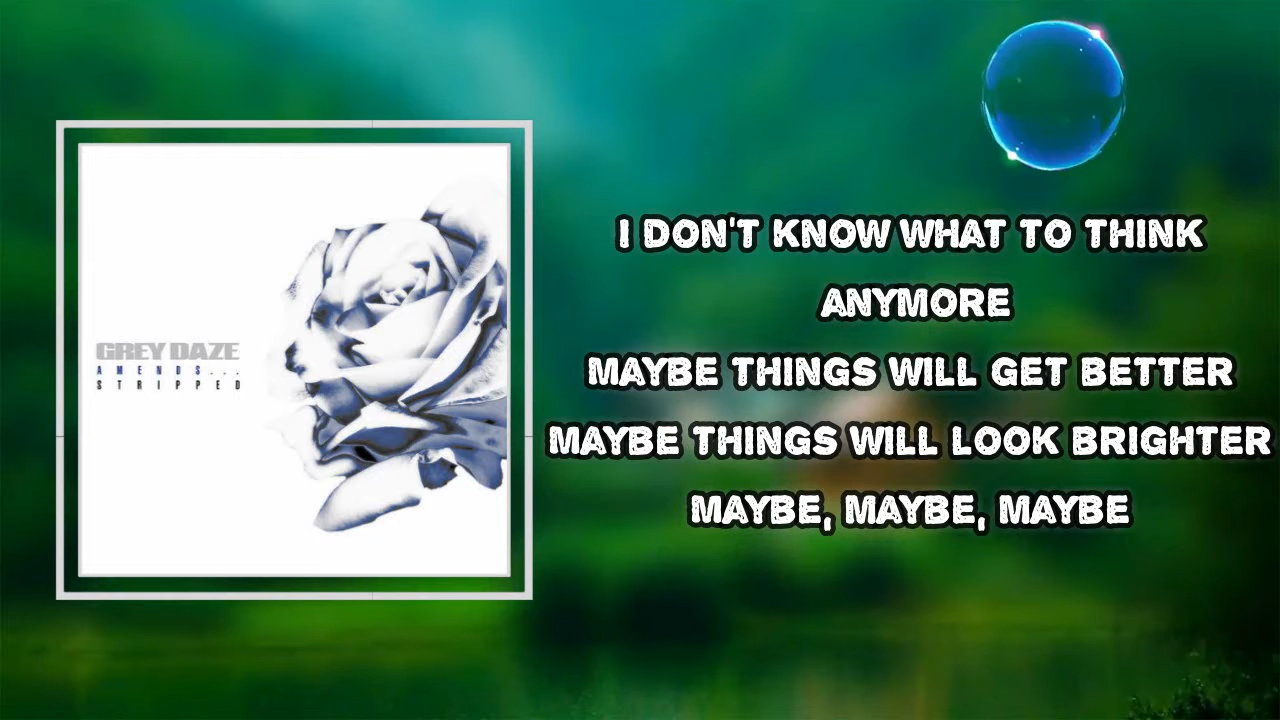 GREY DAZE
AMENDS...
STRIPPED
I DON'T KNOW WHAT TO THINK
ANYMORE
MAYBE THINGS WILL GET BETTER
MAYBE THINGS WILL LOOK BRIGHTER
MAYBE, MAYBE, MAYBE